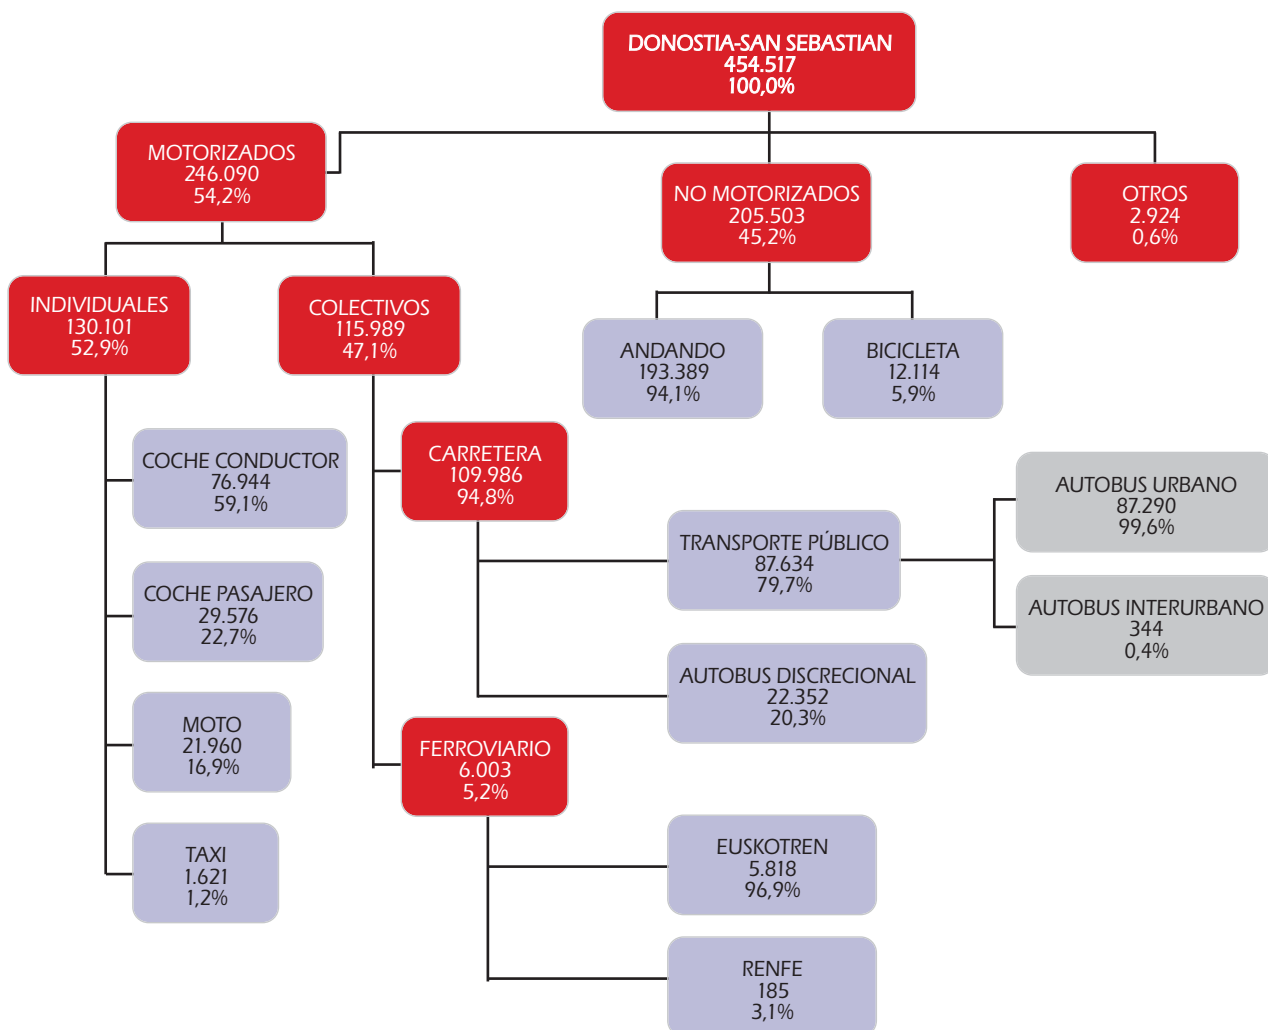 DONOSTIA-SAN SEBASTIAN
454.517
100,0%
MOTORIZADOS
246.090
54,2%
NO MOTORIZADOS
205.503
45,2%
OTROS
2.924
0,6%
INDIVIDUALES
130.101
52,9%
COLECTIVOS
115.989
47,1%
ANDANDO
193.389
94,1%
BICICLETA
12.114
5,9%
COCHE CONDUCTOR
76.944
59,1%
CARRETERA
109.986
94,8%
AUTOBUS URBANO
87.290
99,6%
TRANSPORTE PÚBLICO
87.634
79,7%
COCHE PASAJERO
29.576
22,7%
AUTOBUS INTERURBANO
344
0,4%
AUTOBUS DISCRECIONAL
22.352
20,3%
MOTO
21.960
16,9%
FERROVIARIO
6.003
5,2%
TAXI
1.621
1,2%
EUSKOTREN
5.818
96,9%
RENFE
185
3,1%